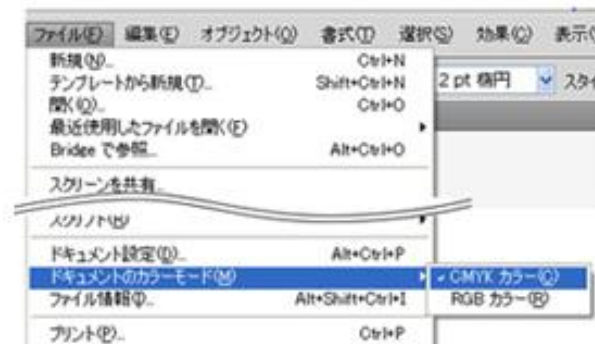 ファイル(F) 編集(E) オブジェクト(O) 書式(T) 選択(S) 効果(C) 表示(
新規(N)... Ctrl+N
テンプレートから新規(T)... Shift+Ctrl+N
2 pt 楕円 スタイ
開く(O)... Ctrl+O
最近使用したファイルを開く(F)
Bridge で参照... Alt+Ctrl+O
スクリーンを共有...
スクリプト(R)
ドキュメント設定(D)... Alt+Ctrl+P
ドキュメントのカラーモード(M) CMYK カラー(C)
ファイル情報(I)... Alt+Shift+Ctrl+I RGB カラー(R)
プリント(P)... Ctrl+P